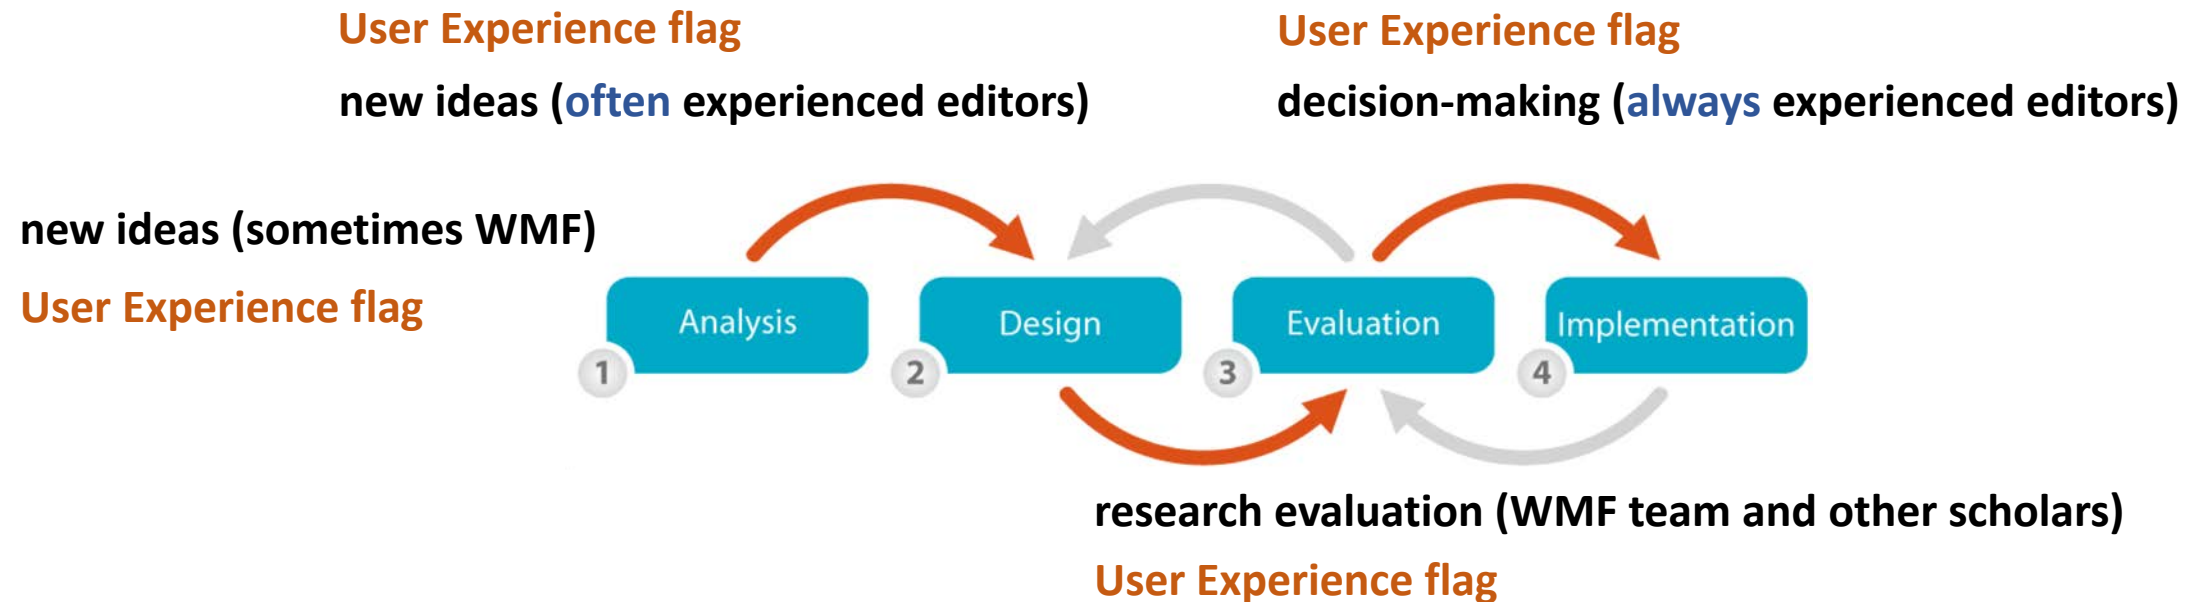 User Experience flag
new ideas (often experienced editors)
User Experience flag
decision-making (always experienced editors)
new ideas (sometimes WMF)
User Experience flag
Analysis
1
Design
2
Evaluation
3
Implementation
4
research evaluation (WMF team and other scholars)
User Experience flag